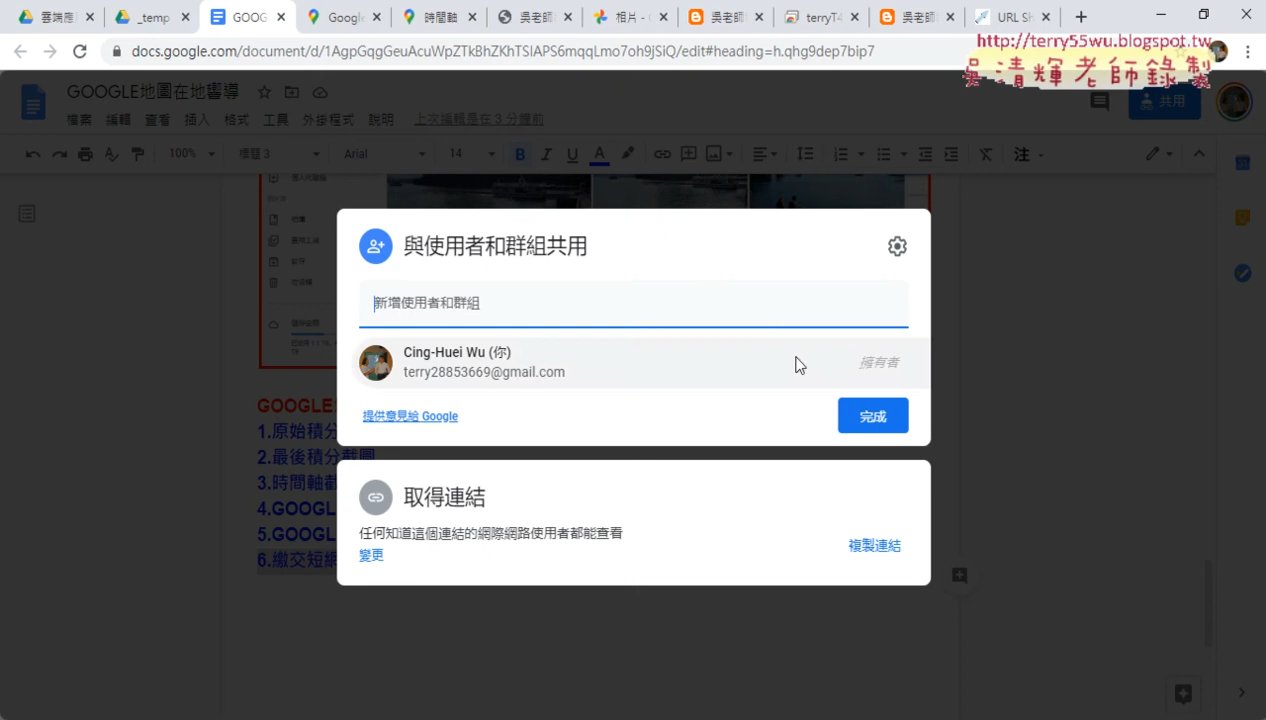 雲端應
_temp
GOOG
Google
時間軸
吳老師
相片 - G
吳老師
terryT4
吳老師
URL Sh
docs.google.com/document/d/1AgpGqgGeuAcuWpZTkBhZKhTSIAPS6mqqLmo7oh9jSiQ/edit#heading=h.qhg9dep7bip7
http://terry55wu.blogspot.tw
吳清輝老師錄製
GOOGLE地圖在地嚮導
共用
檔案 編輯 查看 插入 格式 工具 外掛程式 說明 上次編輯是在 3 分鐘前
100% 標題 3 Arial 14 B I U A 注
與使用者和群組共用
新增使用者和群組
Cing-Huei Wu (你)
terry28853669@gmail.com
擁有者
提供意見給 Google
完成
GOOGLE
1.原始積分
2.最後積分截圖
3.時間軸
4.GOOGL
5.GOOGL
6.繳交短
取得連結
任何知道這個連結的網際網路使用者都能查看
變更
複製連結